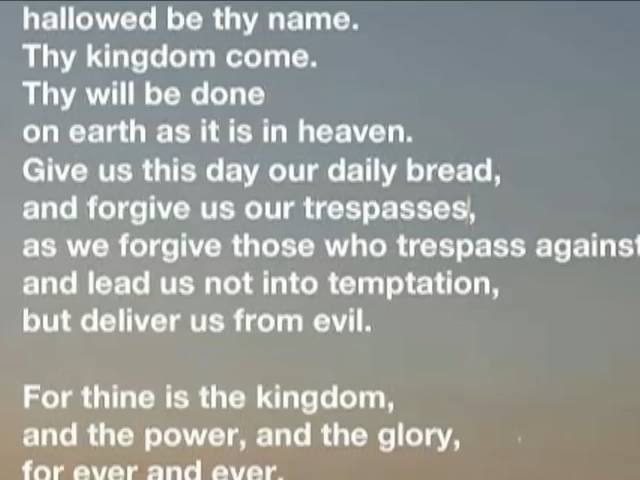 hallowed be thy name.
Thy kingdom come.
Thy will be done
on earth as it is in heaven.
Give us this day our daily bread,
and forgive us our trespasses,
as we forgive those who trespass against
and lead us not into temptation,
but deliver us from evil.
For thine is the kingdom,
and the power, and the glory,
for ever and ever.